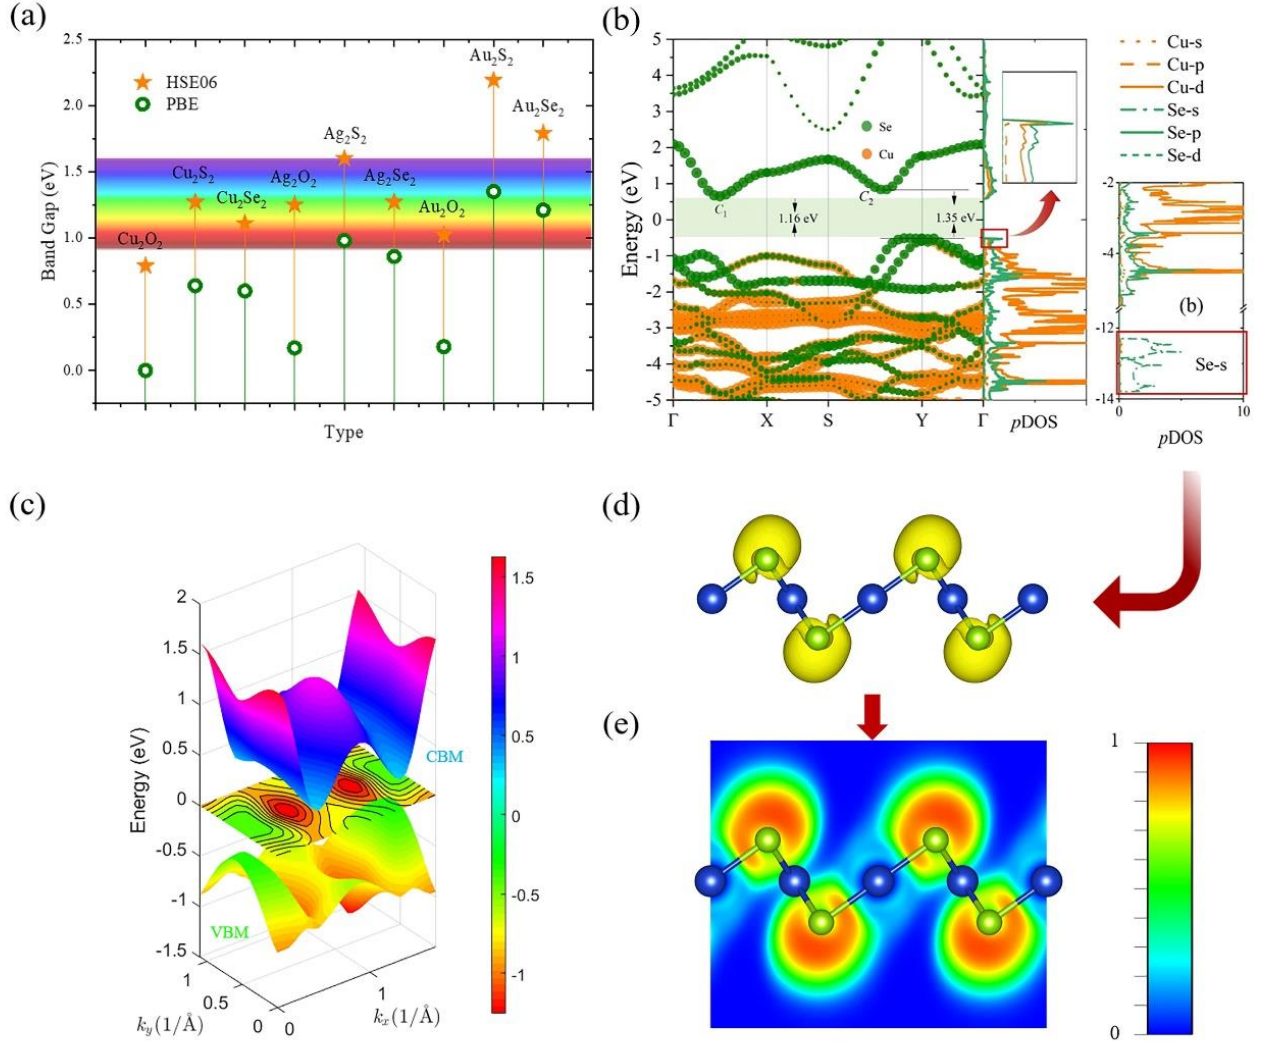 (a)
2.5
2.0
1.5
1.0
0.5
0.0
Band Gap (eV)
HSE06
PBE
Cu2O2
Cu2S2
Cu2Se2
Ag2O2
Ag2S2
Ag2Se2
Au2O2
Au2S2
Au2Se2
Type
(b)
5
4
3
2
1
0
-1
-2
-3
-4
-5
Energy (eV)
Se
Cu
C1
C2
1.16 eV
1.35 eV
Γ X S Y Γ
pDOS
Cu-s
Cu-p
Cu-d
Se-s
Se-p
Se-d
-2
-4
-12
-14
(b)
Se-s
0 10
pDOS
(c)
2
1.5
1
0.5
0
-0.5
-1
-1.5
Energy (eV)
CBM
VBM
1
0.5
0
ky(1/Å)
0
1
kx(1/Å)
1.5
1
0.5
0
-0.5
-1
(d)
(e)
1
0